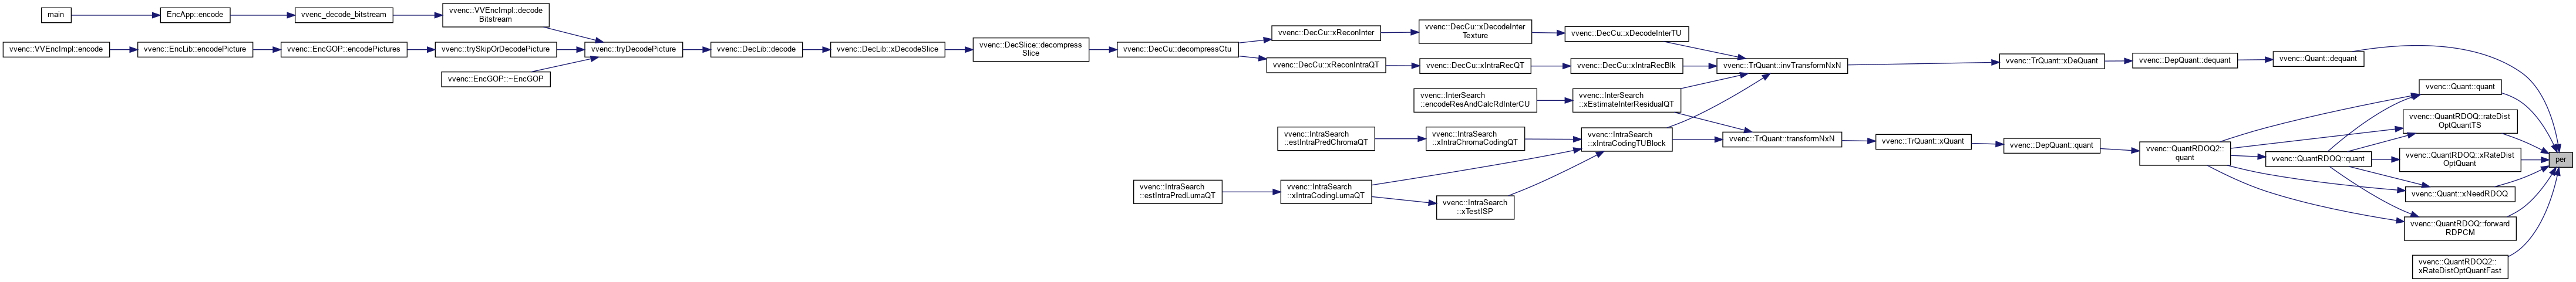 main
EncApp::encode
vvenc_decode_bitstream
vvenc::VVEncImpl::decode
Bitstream
vvenc::VVEncImpl::encode
vvenc::EncLib::encodePicture
vvenc::EncGOP::encodePictures
vvenc::trySkipOrDecodePicture
vvenc::EncGOP::~EncGOP
vvenc::tryDecodePicture
vvenc::DecLib::decode
vvenc::DecLib::xDecodeSlice
vvenc::DecSlice::decompress
Slice
vvenc::DecCu::decompressCtu
vvenc::DecCu::xReconInter
vvenc::DecCu::xDecodeInter
Texture
vvenc::DecCu::xDecodeInterTU
vvenc::DecCu::xReconIntraQT
vvenc::DecCu::xIntraRecQT
vvenc::DecCu::xIntraRecBlk
vvenc::TrQuant::invTransformNxN
vvenc::TrQuant::xDeQuant
vvenc::DepQuant::dequant
vvenc::Quant::dequant
vvenc::InterSearch
::encodeResAndCalcRdInterCU
vvenc::InterSearch
::xEstimateInterResidualQT
vvenc::IntraSearch
::estIntraPredChromaQT
vvenc::IntraSearch
::xIntraChromaCodingQT
vvenc::IntraSearch
::xIntraCodingTUBlock
vvenc::TrQuant::transformNxN
vvenc::TrQuant::xQuant
vvenc::DepQuant::quant
vvenc::QuantRDOQ2::
quant
vvenc::IntraSearch
::estIntraPredLumaQT
vvenc::IntraSearch
::xIntraCodingLumaQT
vvenc::IntraSearch
::xTestISP
vvenc::QuantRDOQ::quant
vvenc::Quant::quant
vvenc::QuantRDOQ::rateDist
OptQuantTS
vvenc::QuantRDOQ::xRateDist
OptQuant
vvenc::Quant::xNeedRDOQ
vvenc::QuantRDOQ::forward
RDPCM
vvenc::QuantRDOQ2::
xRateDistOptQuantFast
per